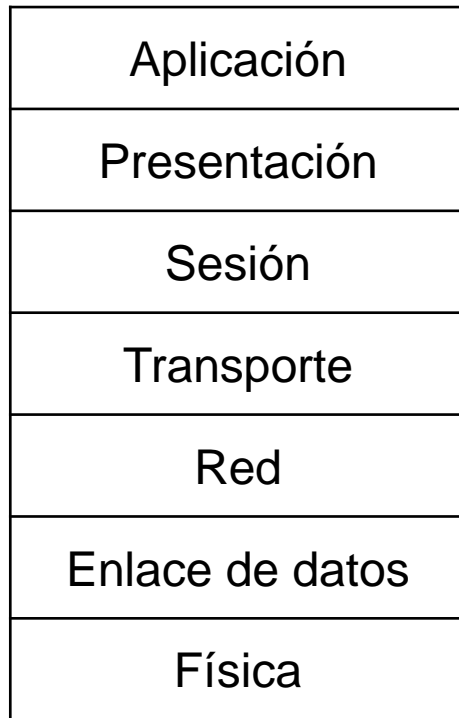 Aplicación
Presentación
Sesión
Transporte
Red
Enlace de datos
Física